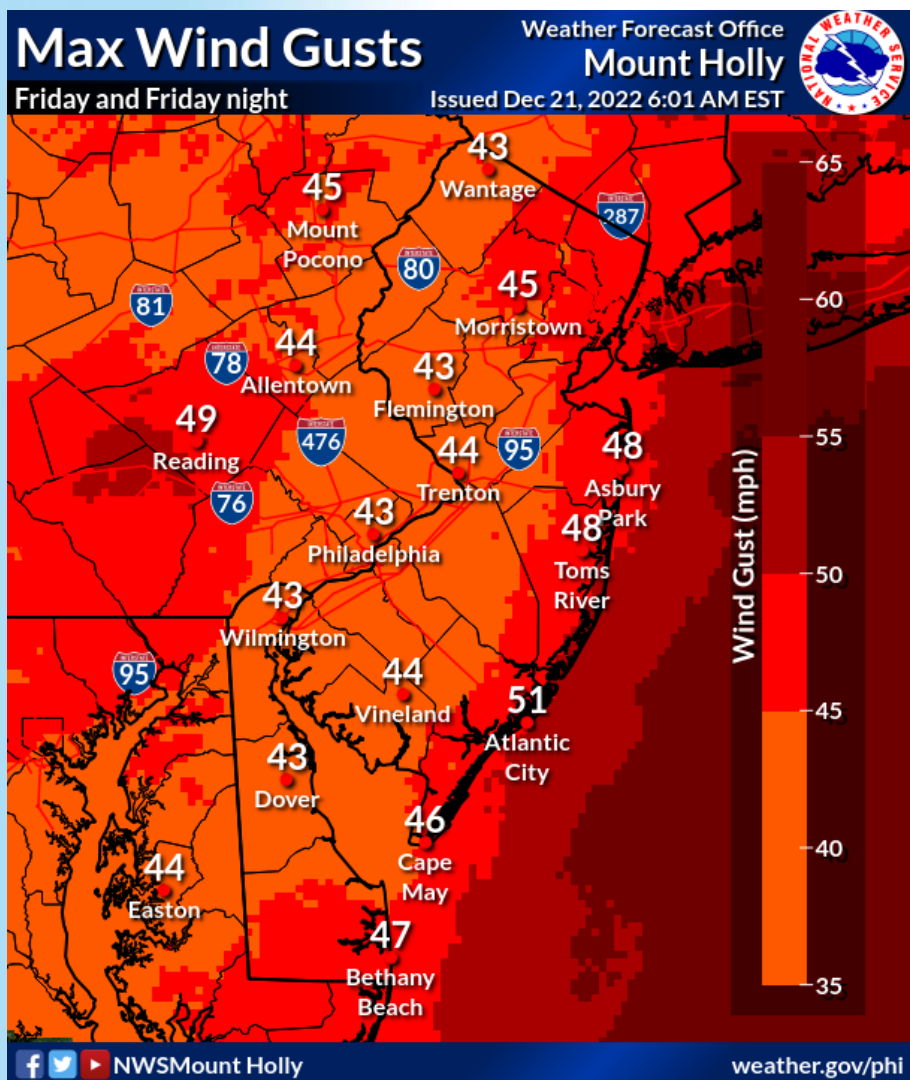 Max Wind Gusts
Friday and Friday night
Weather Forecast Office
Mount Holly
Issued Dec 21, 2022 6:01 AM EST
NATIONAL WEATHER SERVICE
43
Wantage
45
Mount
Pocono
287
80
81
45
Morristown
78
44
Allentown
43
Flemington
49
Reading
476
95
48
Asbury
Park
44
Trenton
76
43
Philadelphia
48
Toms
River
43
Wilmington
95
44
Vineland
51
Atlantic
City
43
Dover
46
Cape
May
44
Easton
47
Bethany
Beach
Wind Gust (mph)
65
60
55
50
45
40
35
NWSMount Holly
weather.gov/phi